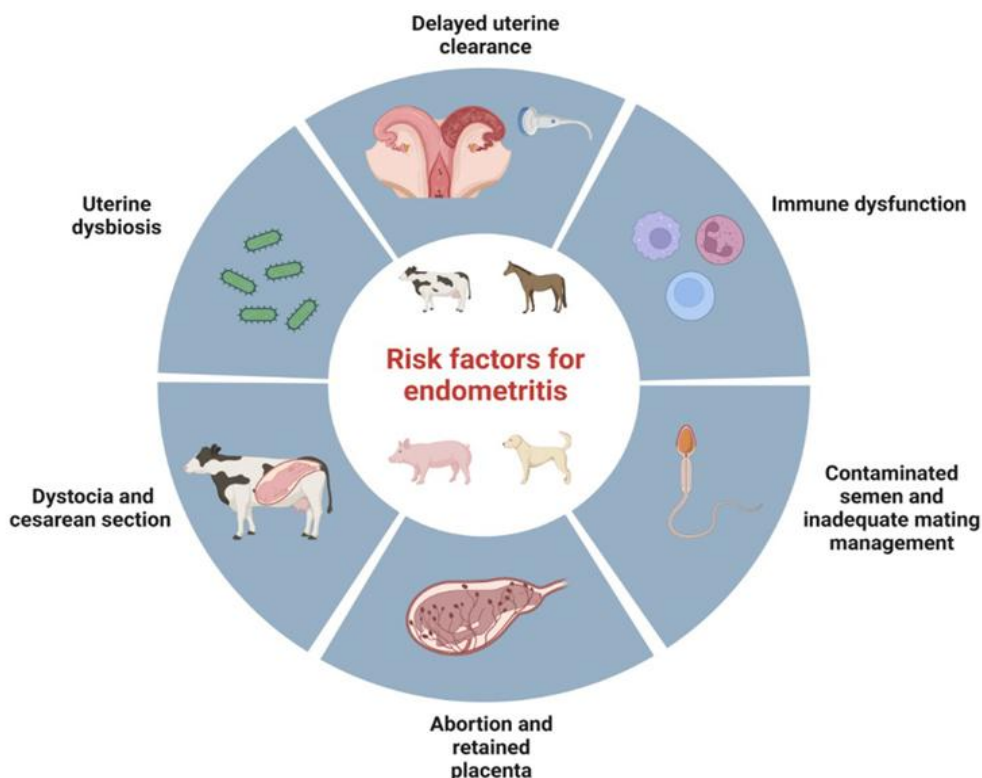 Delayed uterine
clearance
Uterine
dysbiosis
Immune dysfunction
Risk factors for
endometritis
Dystocia and
cesarean section
Contaminated
semen and
inadequate mating
management
Abortion and
retained
placenta